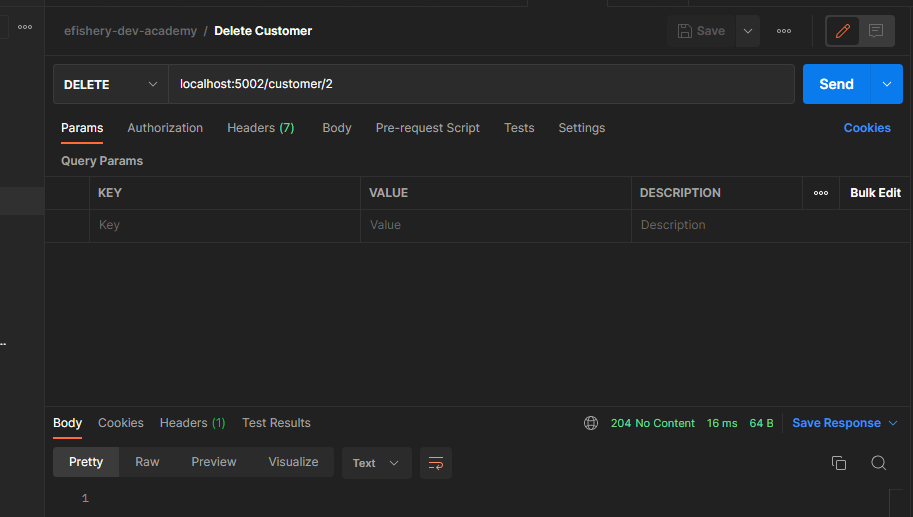 efishery-dev-academy / Delete Customer
Save
DELETE
localhost:5002/customer/2
Send
Params Authorization Headers (7) Body Pre-request Script Tests Settings Cookies
Query Params
KEY VALUE DESCRIPTION Bulk Edit
Key Value Description
Body Cookies Headers (1) Test Results 204 No Content 16 ms 64 B Save Response
Pretty Raw Preview Visualize Text
1